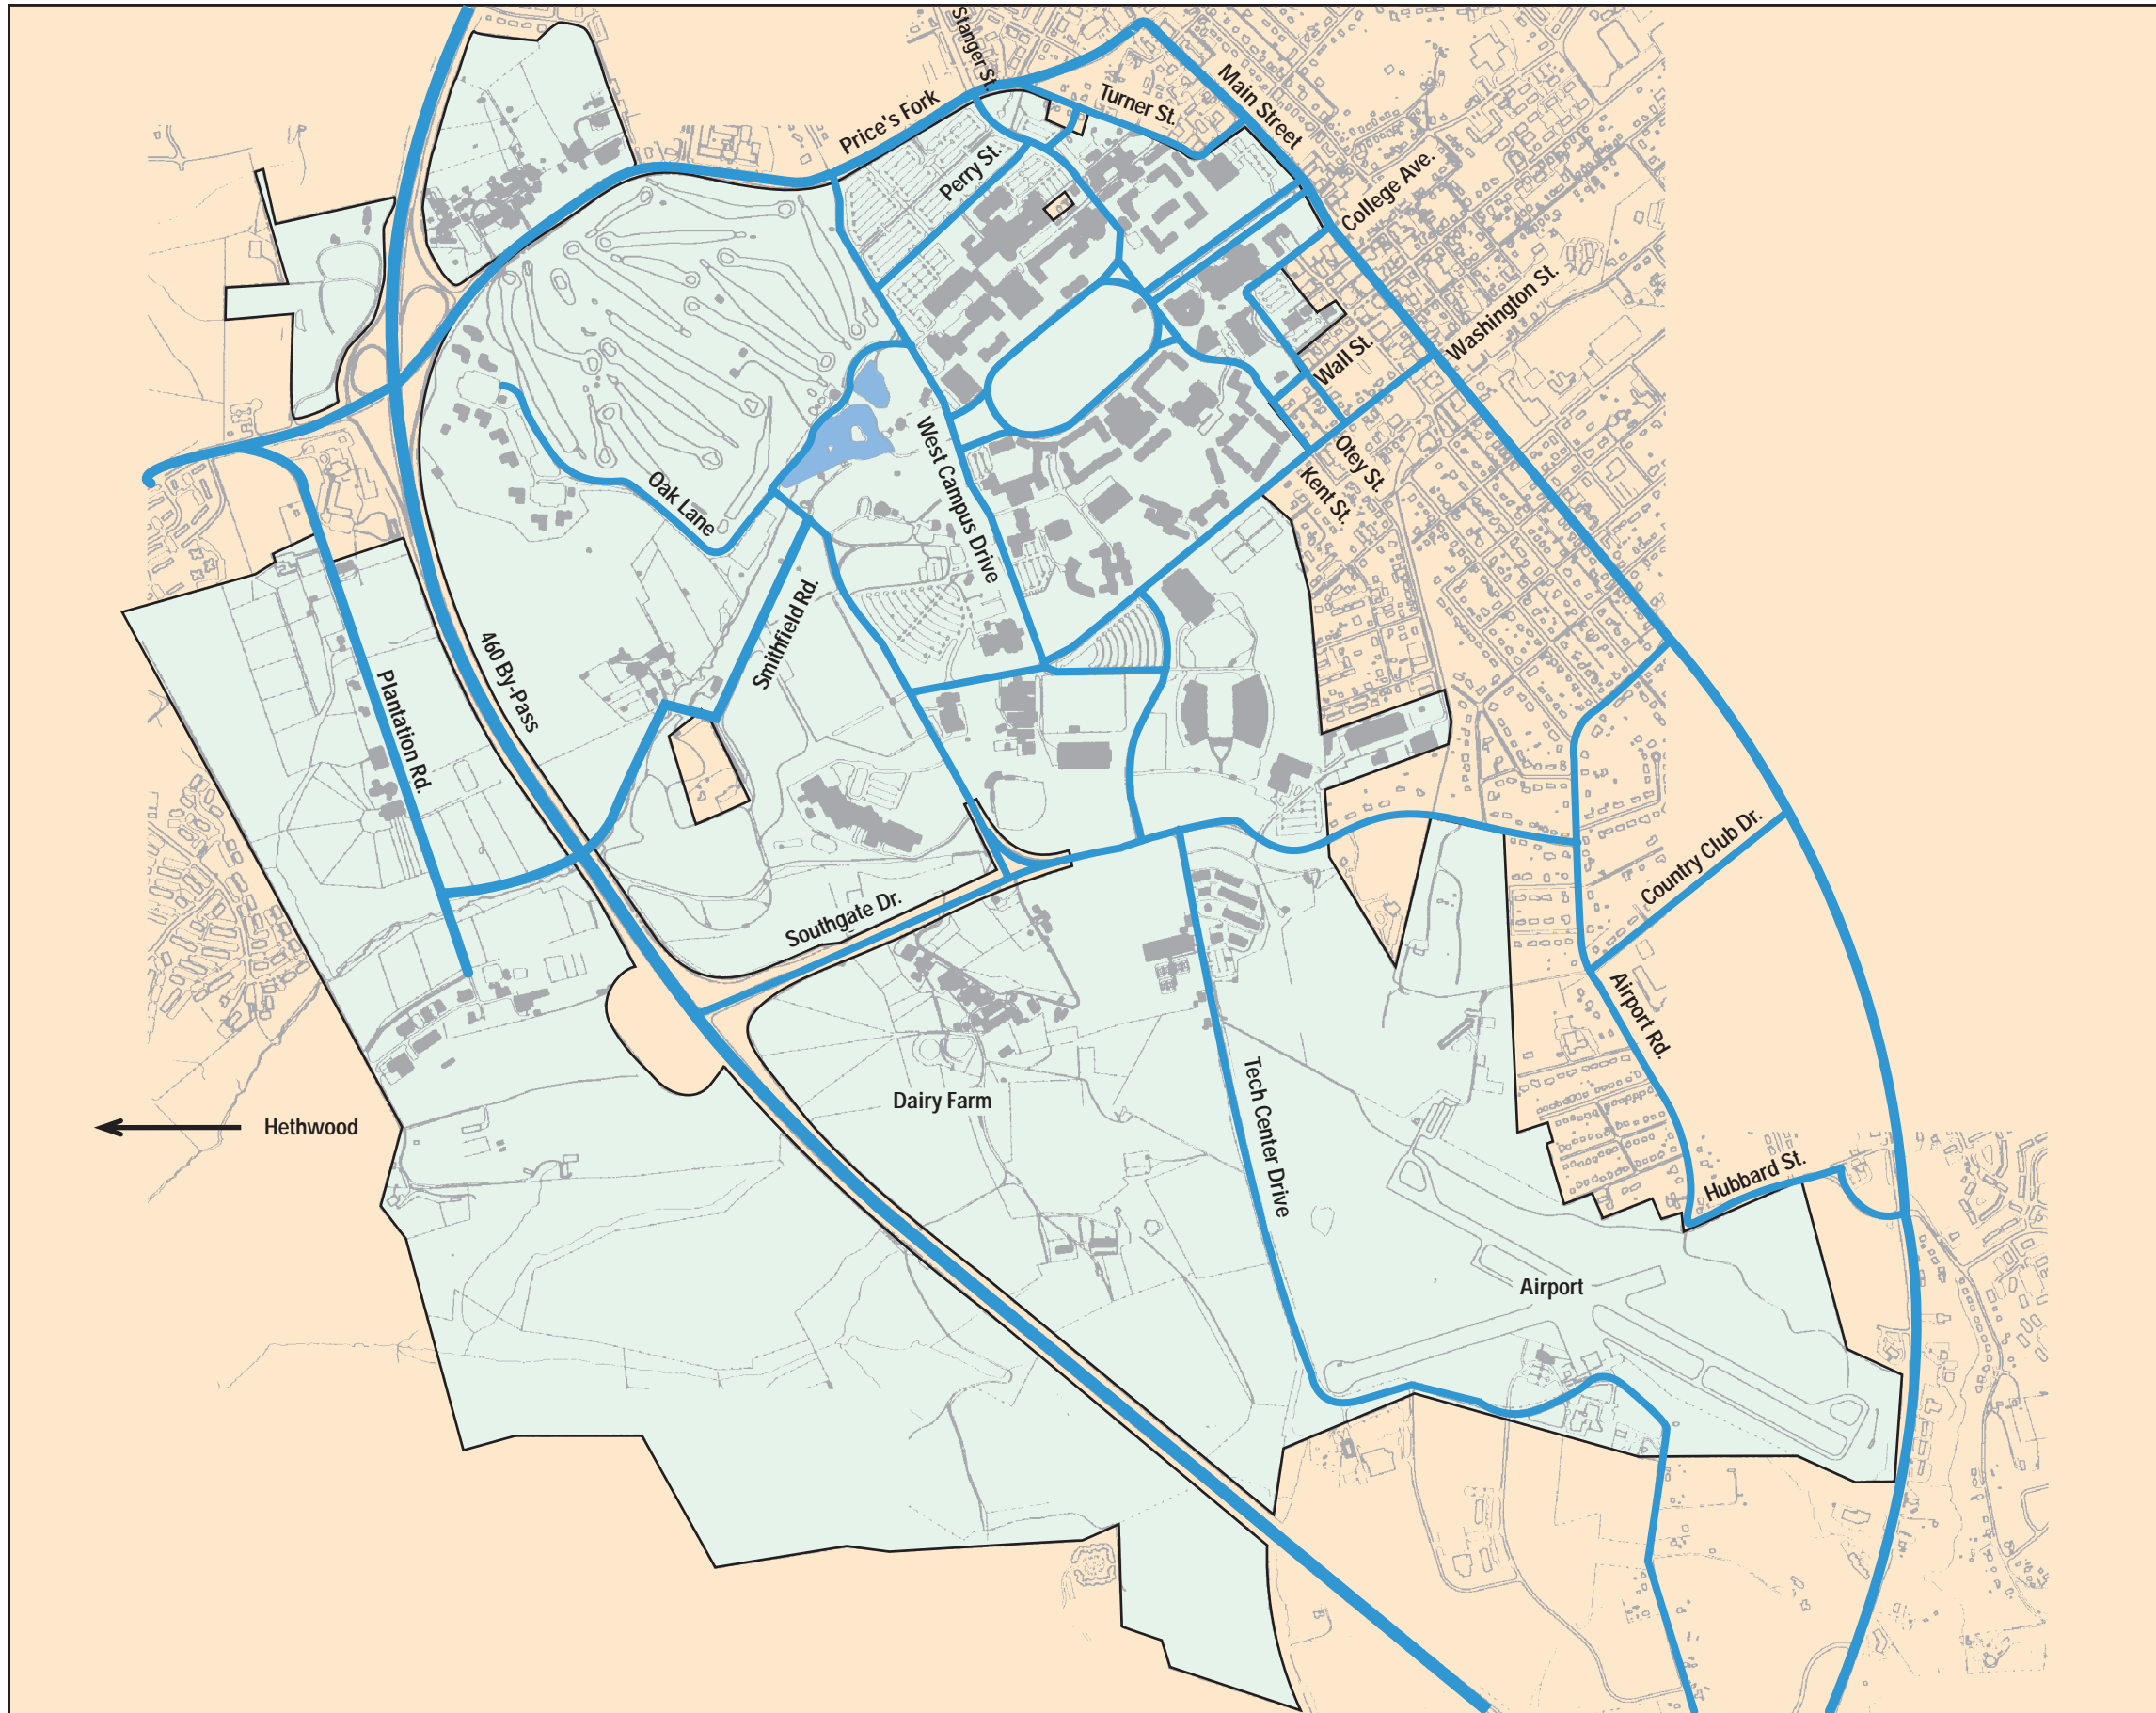 Stanger St.
Main Street
Turner St.
Price's Fork
Perry St.
College Ave.
Washington St.
Wall St.
Otey St.
Kent St.
West Campus Drive
Oak Lane
Smithfield Rd.
460 By-Pass
Plantation Rd.
Southgate Dr.
Country Club Dr.
Airport Rd.
Tech Center Drive
Dairy Farm
Hethwood
Hubbard St.
Airport